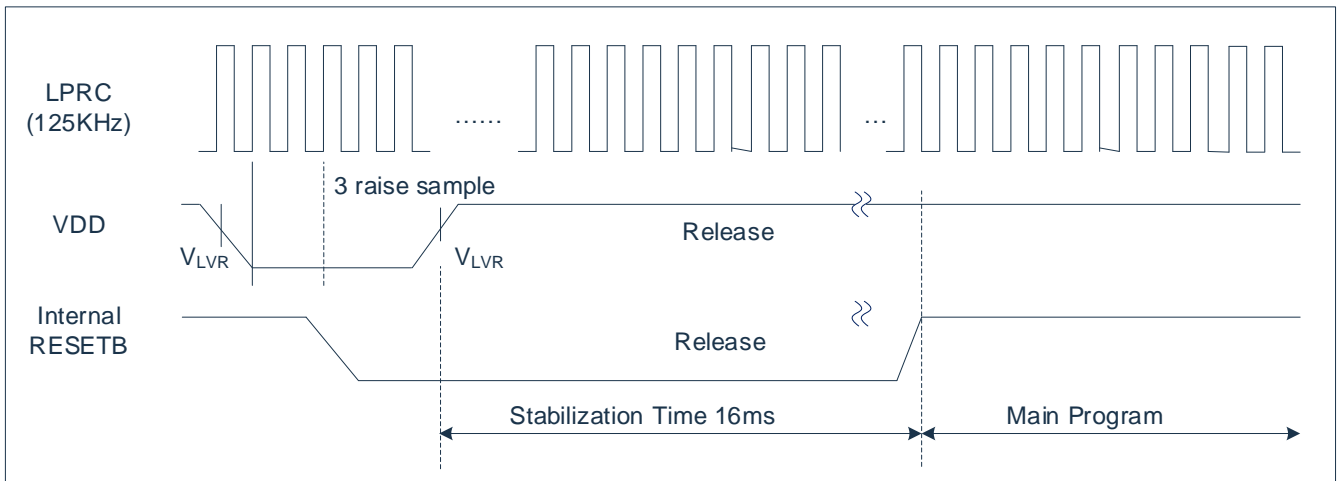 LPRC
(125KHz)
......
...
3 raise sample
VDD
Release
VLVR
VLVR
Internal
RESETB
Release
Stabilization Time 16ms
Main Program